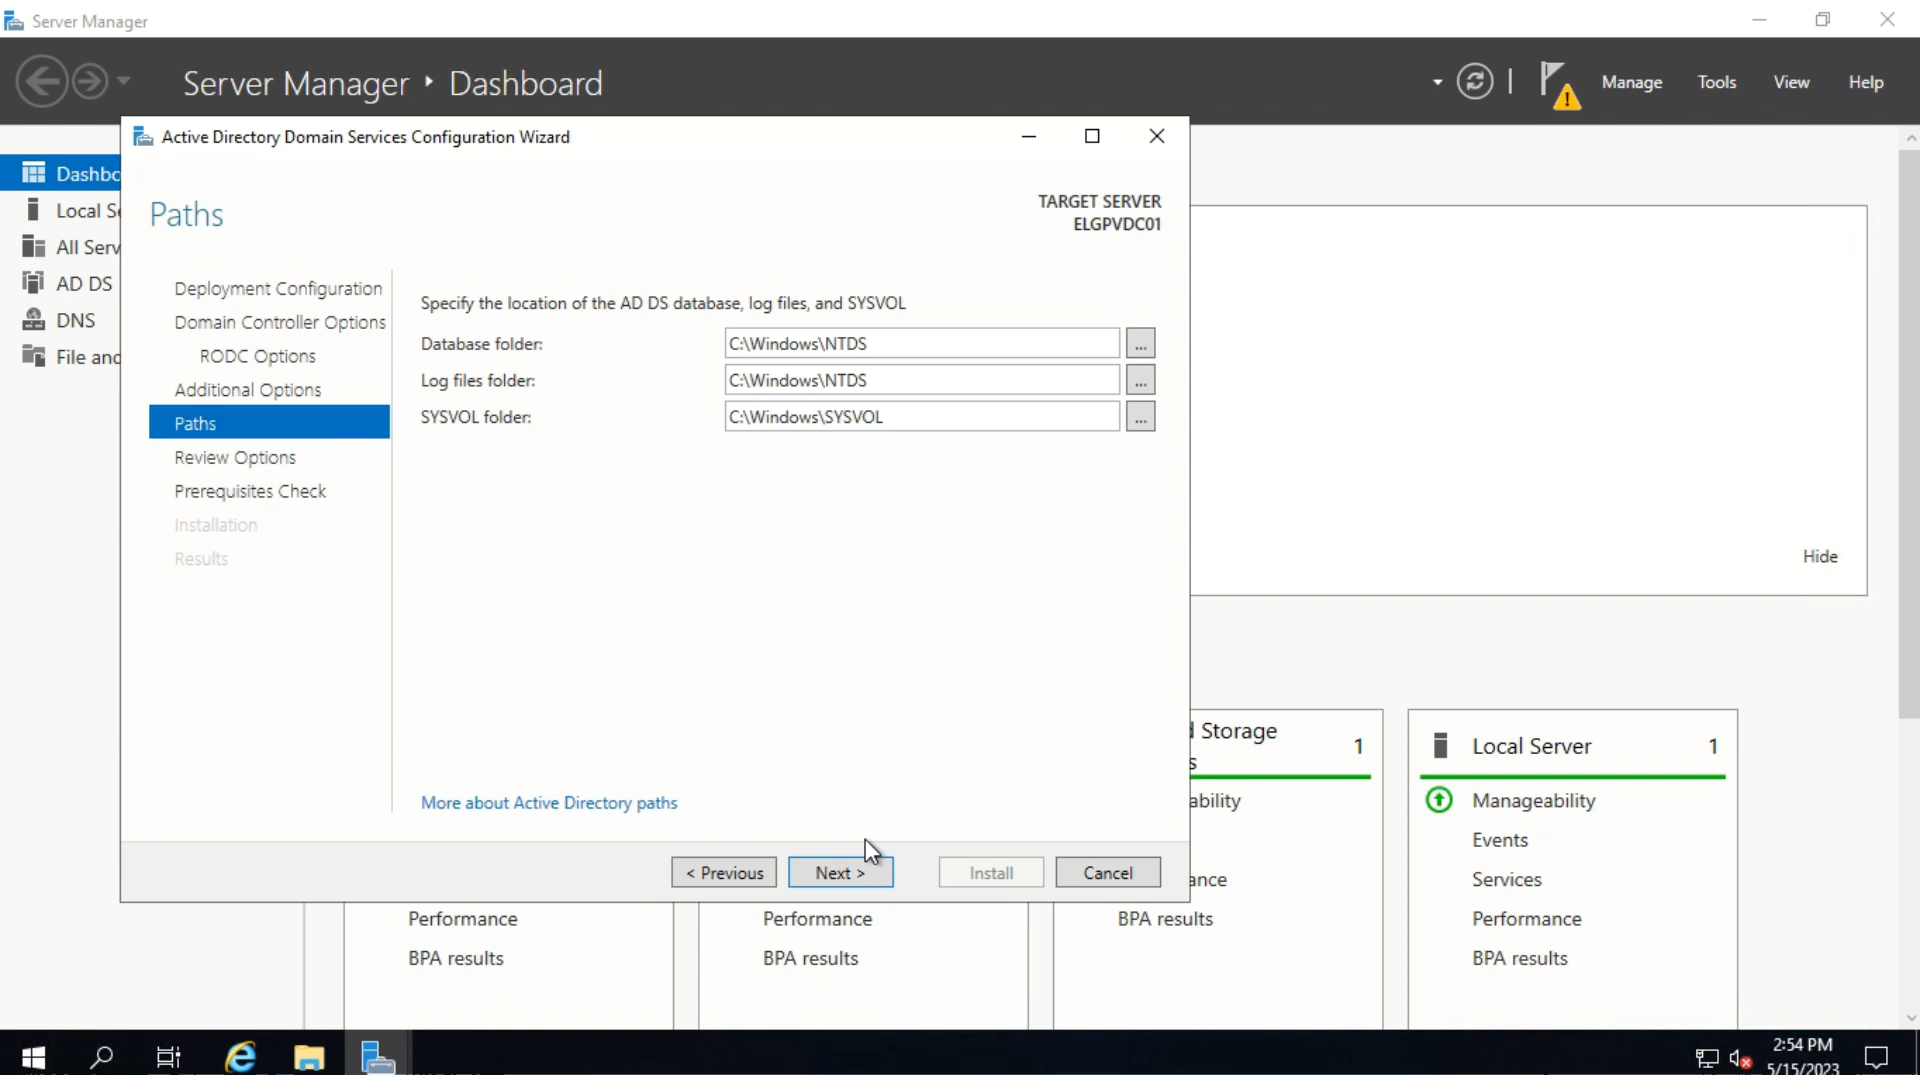 Server Manager
Server Manager ‣ Dashboard
Manage
Tools
View
Help
Active Directory Domain Services Configuration Wizard
Paths
TARGET SERVER
ELGPVDC01
Dashbo
Local Se
All Serv
AD DS
DNS
File and
Deployment Configuration
Domain Controller Options
RODC Options
Additional Options
Paths
Review Options
Prerequisites Check
Installation
Results
Specify the location of the AD DS database, log files, and SYSVOL
Database folder:
C:\Windows\NTDS
...
Log files folder:
C:\Windows\NTDS
...
SYSVOL folder:
C:\Windows\SYSVOL
...
More about Active Directory paths
< Previous
Next >
Install
Cancel
Hide
Performance
BPA results
Performance
BPA results
Storage
s
1
ability
ance
BPA results
Local Server
1
Manageability
Events
Services
Performance
BPA results
2:54 PM
5/15/2023